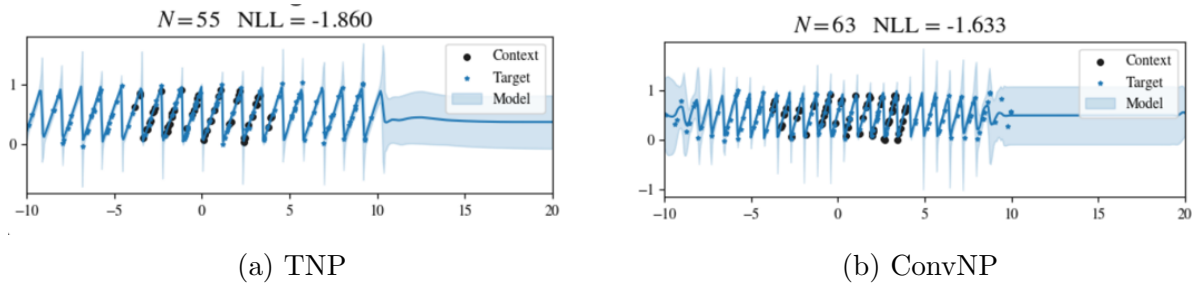 N=55 NLL = -1.860
Context
Target
Model
1
0
−10
−5
0
5
10
15
20
(a) TNP
N=63 NLL = -1.633
Context
Target
Model
1
0
−1
−10
−5
0
5
10
15
20
(b) ConvNP